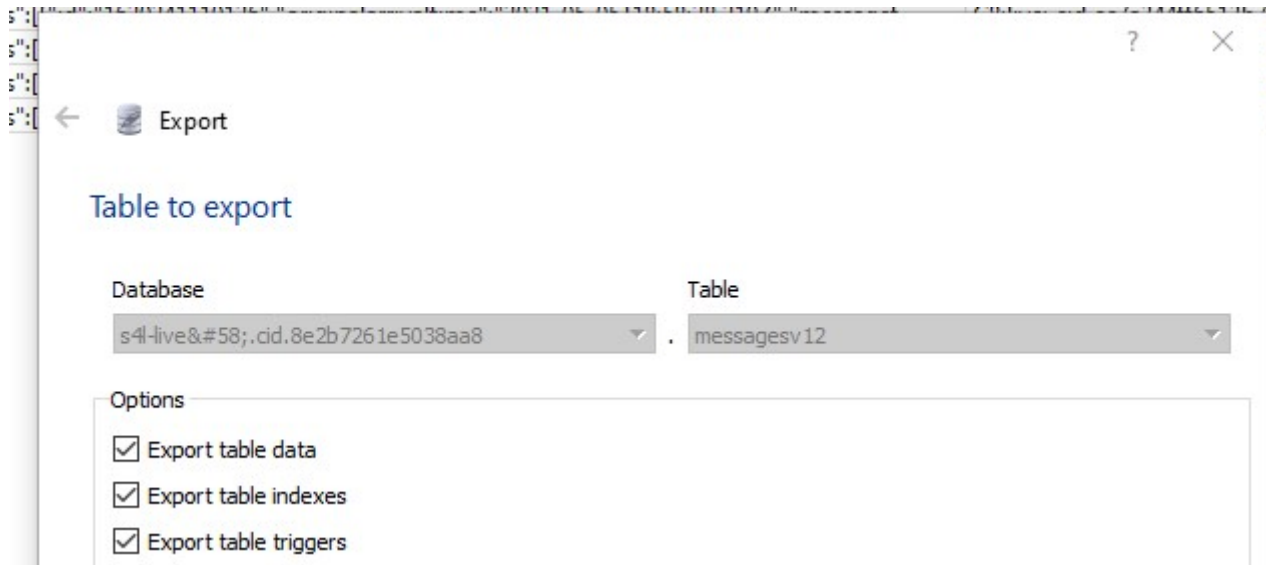 s":[
s":[
s":[
s":[
?
Export
Table to export
Database
Table
s4l-live&#58;.cid.8e2b7261e5038aa8 . messagesv12
Options
Export table data
Export table indexes
Export table triggers